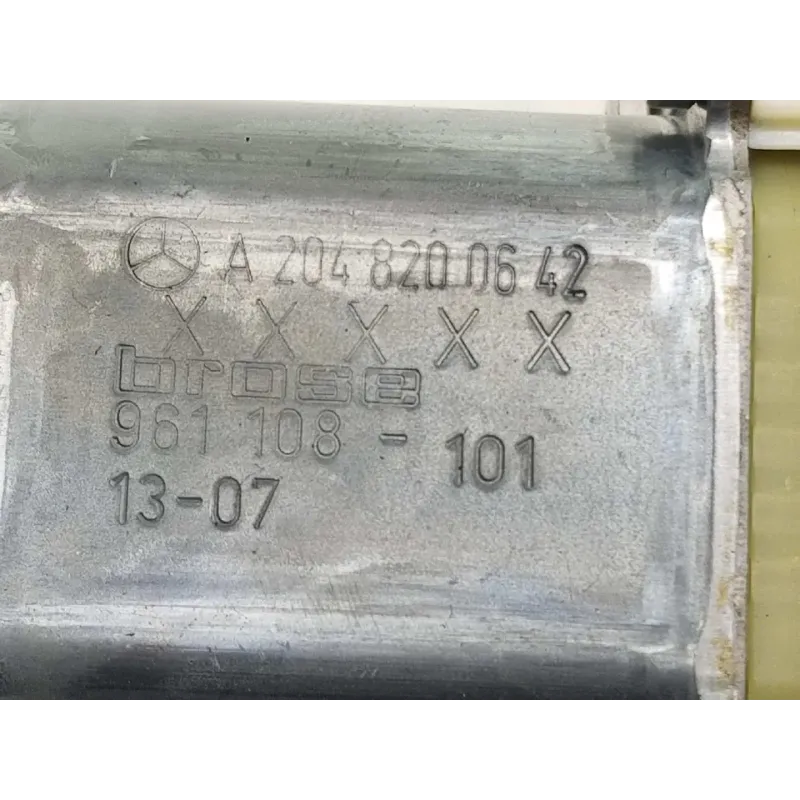 A 204 820 06 42
X X X X X
brose
961 108 - 101
13-07